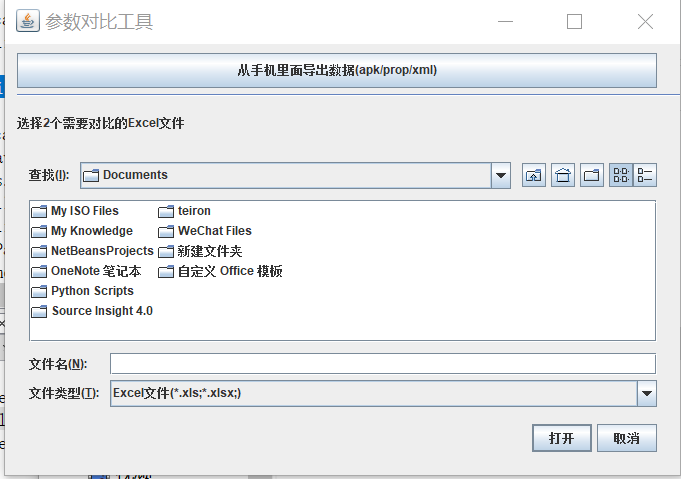 参数对比工具
从手机里面导出数据(apk/prop/xml)
选择2个需要对比的Excel文件
查找(I): Documents
My ISO Files teiron
My Knowledge WeChat Files
NetBeansProjects 新建文件夹
OneNote 笔记本 自定义 Office 模板
Python Scripts
Source Insight 4.0
文件名(N):
文件类型(T): Excel文件(*.xls;*.xlsx;)
打开 取消